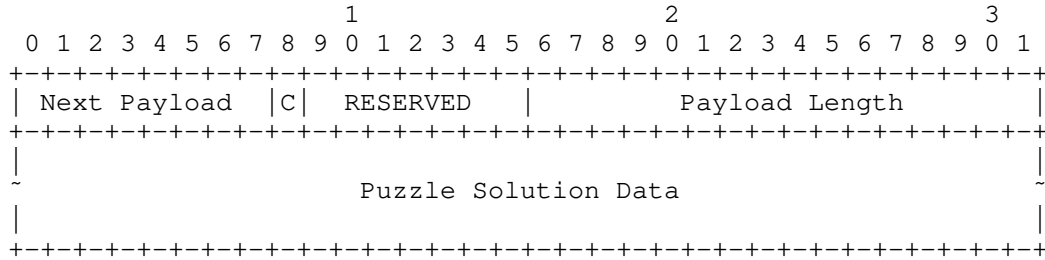 1                   2                   3
 0 1 2 3 4 5 6 7 8 9 0 1 2 3 4 5 6 7 8 9 0 1 2 3 4 5 6 7 8 9 0 1
+-+-+-+-+-+-+-+-+-+-+-+-+-+-+-+-+-+-+-+-+-+-+-+-+-+-+-+-+-+-+-+-+
| Next Payload  |C|  RESERVED   |         Payload Length        |
+-+-+-+-+-+-+-+-+-+-+-+-+-+-+-+-+-+-+-+-+-+-+-+-+-+-+-+-+-+-+-+-+
|                                                               |
~                     Puzzle Solution Data                      ~
|                                                               |
+-+-+-+-+-+-+-+-+-+-+-+-+-+-+-+-+-+-+-+-+-+-+-+-+-+-+-+-+-+-+-+-+